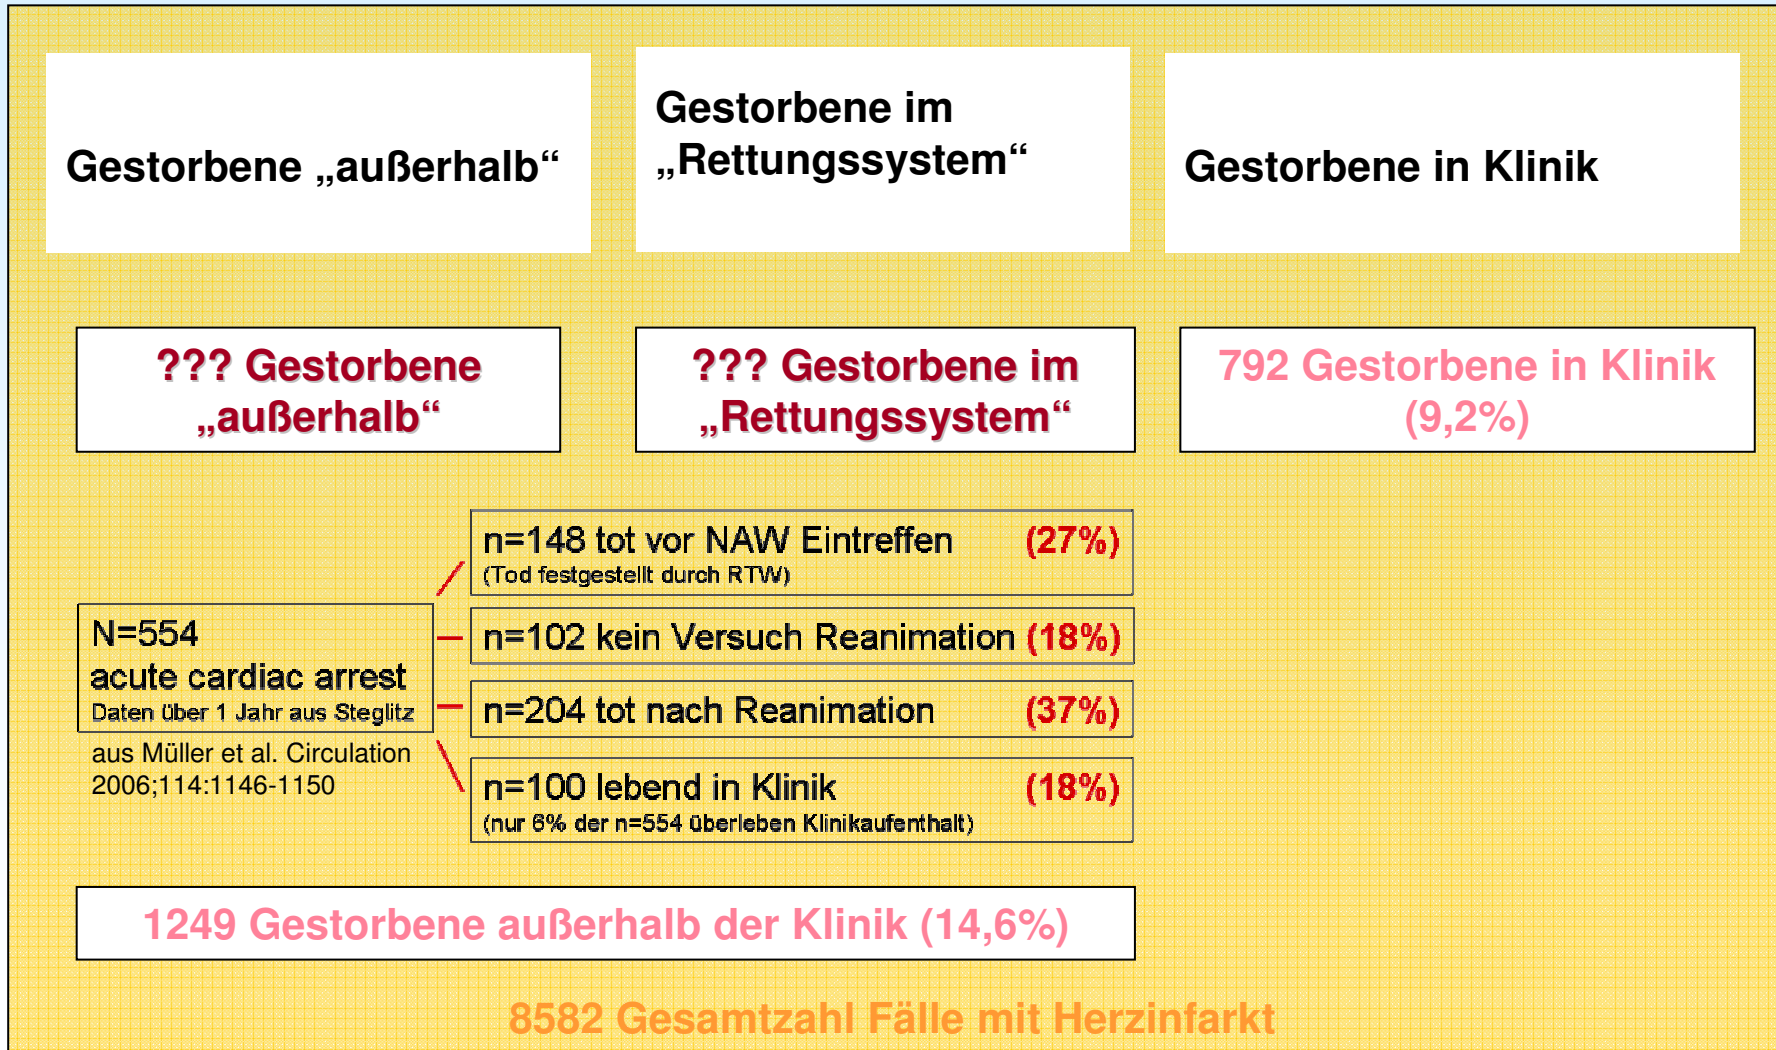 Gestorbene „außerhalb“
Gestorbene im
„Rettungssystem“
Gestorbene in Klinik
??? Gestorbene
„außerhalb“
??? Gestorbene im
„Rettungssystem“
792 Gestorbene in Klinik
(9,2%)
N=554
acute cardiac arrest
Daten über 1 Jahr aus Steglitz
aus Müller et al. Circulation
2006;114:1146-1150
n=148 tot vor NAW Eintreffen (27%)
(Tod festgestellt durch RTW)
n=102 kein Versuch Reanimation (18%)
n=204 tot nach Reanimation (37%)
n=100 lebend in Klinik (18%)
(nur 6% der n=554 überleben Klinikaufenthalt)
1249 Gestorbene außerhalb der Klinik (14,6%)
8582 Gesamtzahl Fälle mit Herzinfarkt